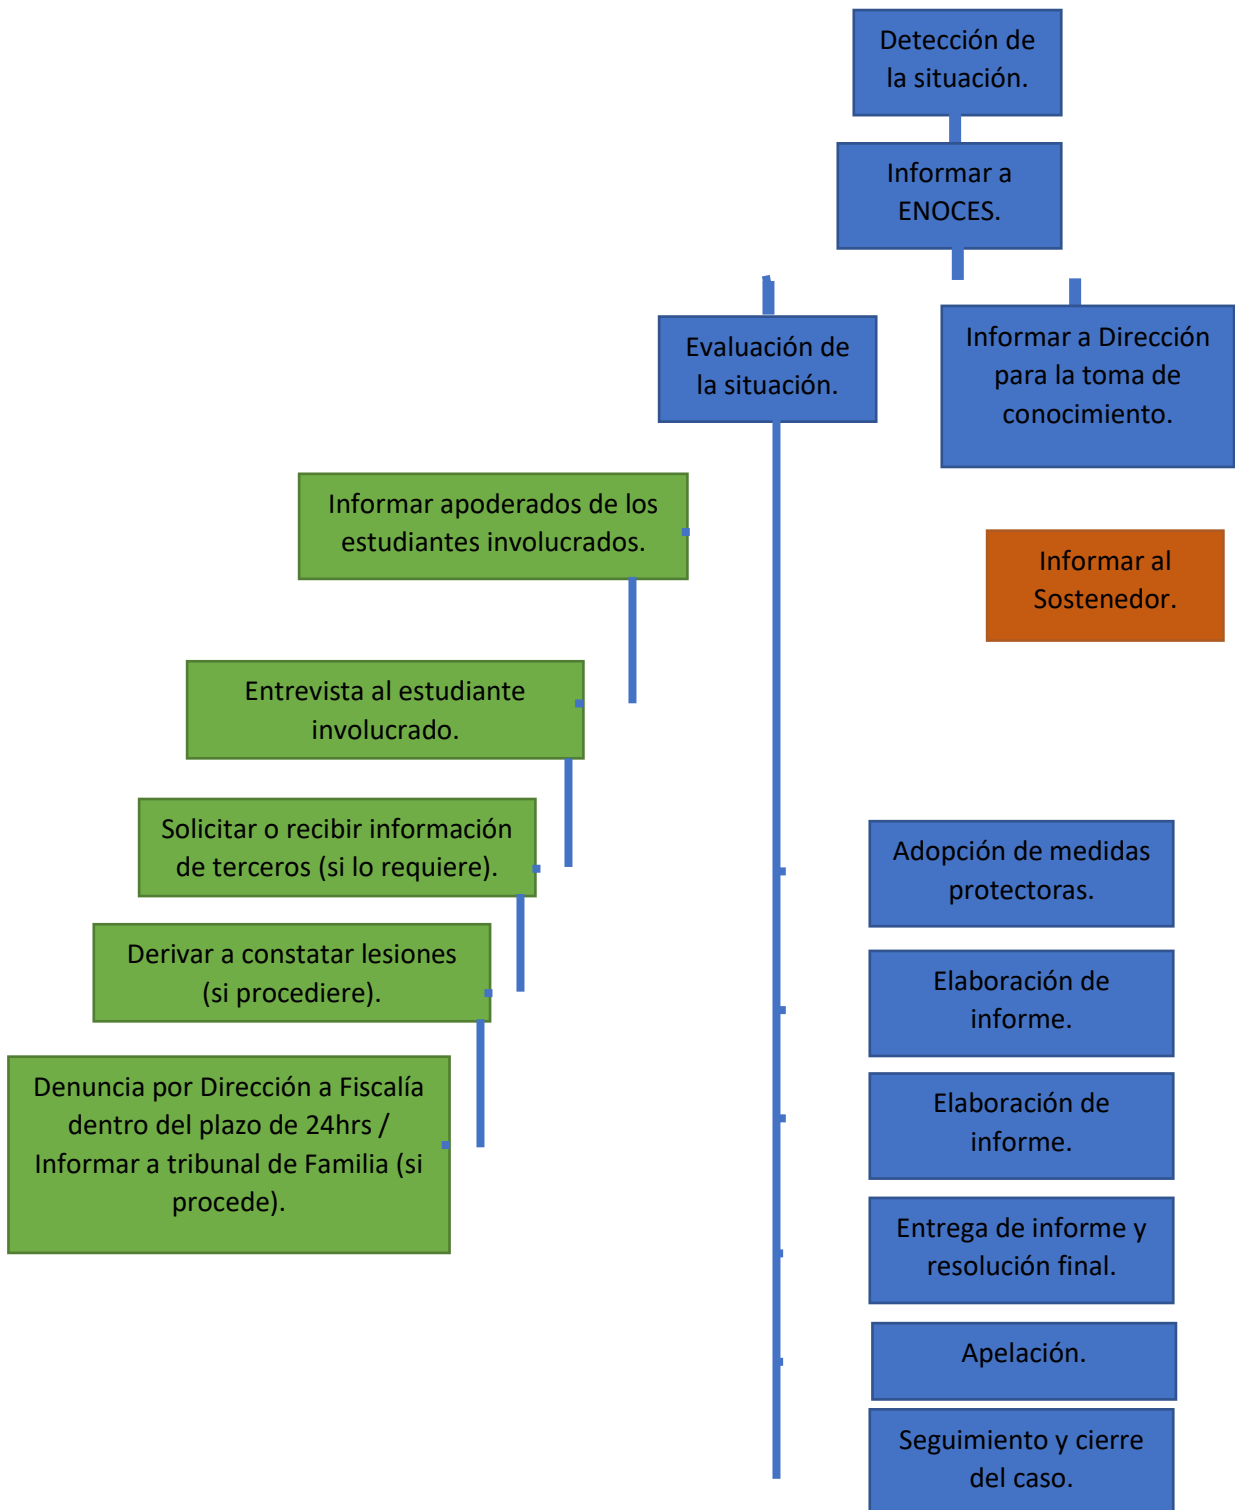 Detección de
la situación.
Informar a
ENOCES.
Evaluación de
la situación.
Informar a Dirección
para la toma de
conocimiento.
Informar apoderados de los
estudiantes involucrados.
Informar al
Sostenedor.
Entrevista al estudiante
involucrado.
Solicitar o recibir información
de terceros (si lo requiere).
Derivar a constatar lesiones
(si procediere).
Denuncia por Dirección a Fiscalía
dentro del plazo de 24hrs /
Informar a tribunal de Familia (si
procede).
Adopción de medidas
protectoras.
Elaboración de
informe.
Elaboración de
informe.
Entrega de informe y
resolución final.
Apelación.
Seguimiento y cierre
del caso.